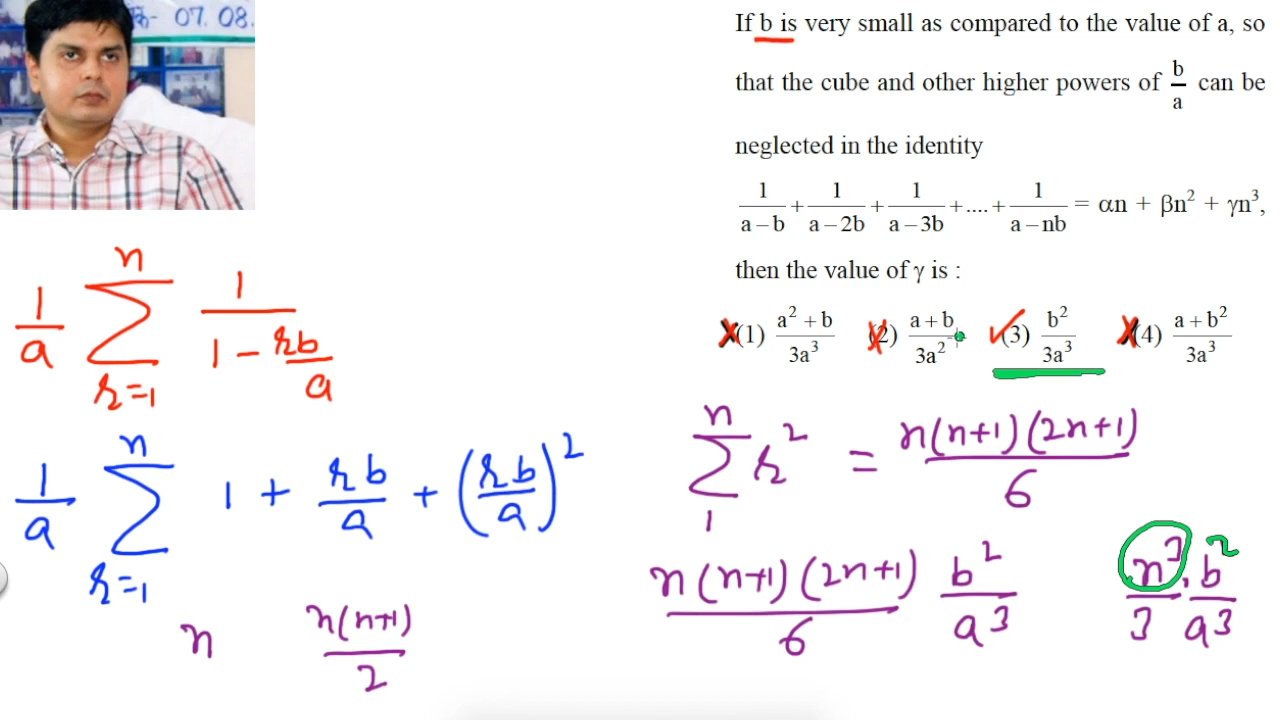 क- 07. 08.
If b is very small as compared to the value of a, so
that the cube and other higher powers of b/a can be
neglected in the identity
1/(a – b) + 1/(a – 2b) + 1/(a – 3b) + .... + 1/(a – nb) = αn + βn² + γn³,
then the value of γ is :
(1) (a² + b)/3a³ (2) (a + b)/3a² (3) b²/3a³ (4) (a + b²)/3a³
1/a ∑_{r=1}^{n} 1/(1 – rb/a)
1/a ∑_{r=1}^{n} 1 + rb/a + (rb/a)²
n n(n+1)/2
∑_{1}^{n} r² = n(n+1)(2n+1)/6
n(n+1)(2n+1)/6 b²/a³ n³/3 . b²/a³